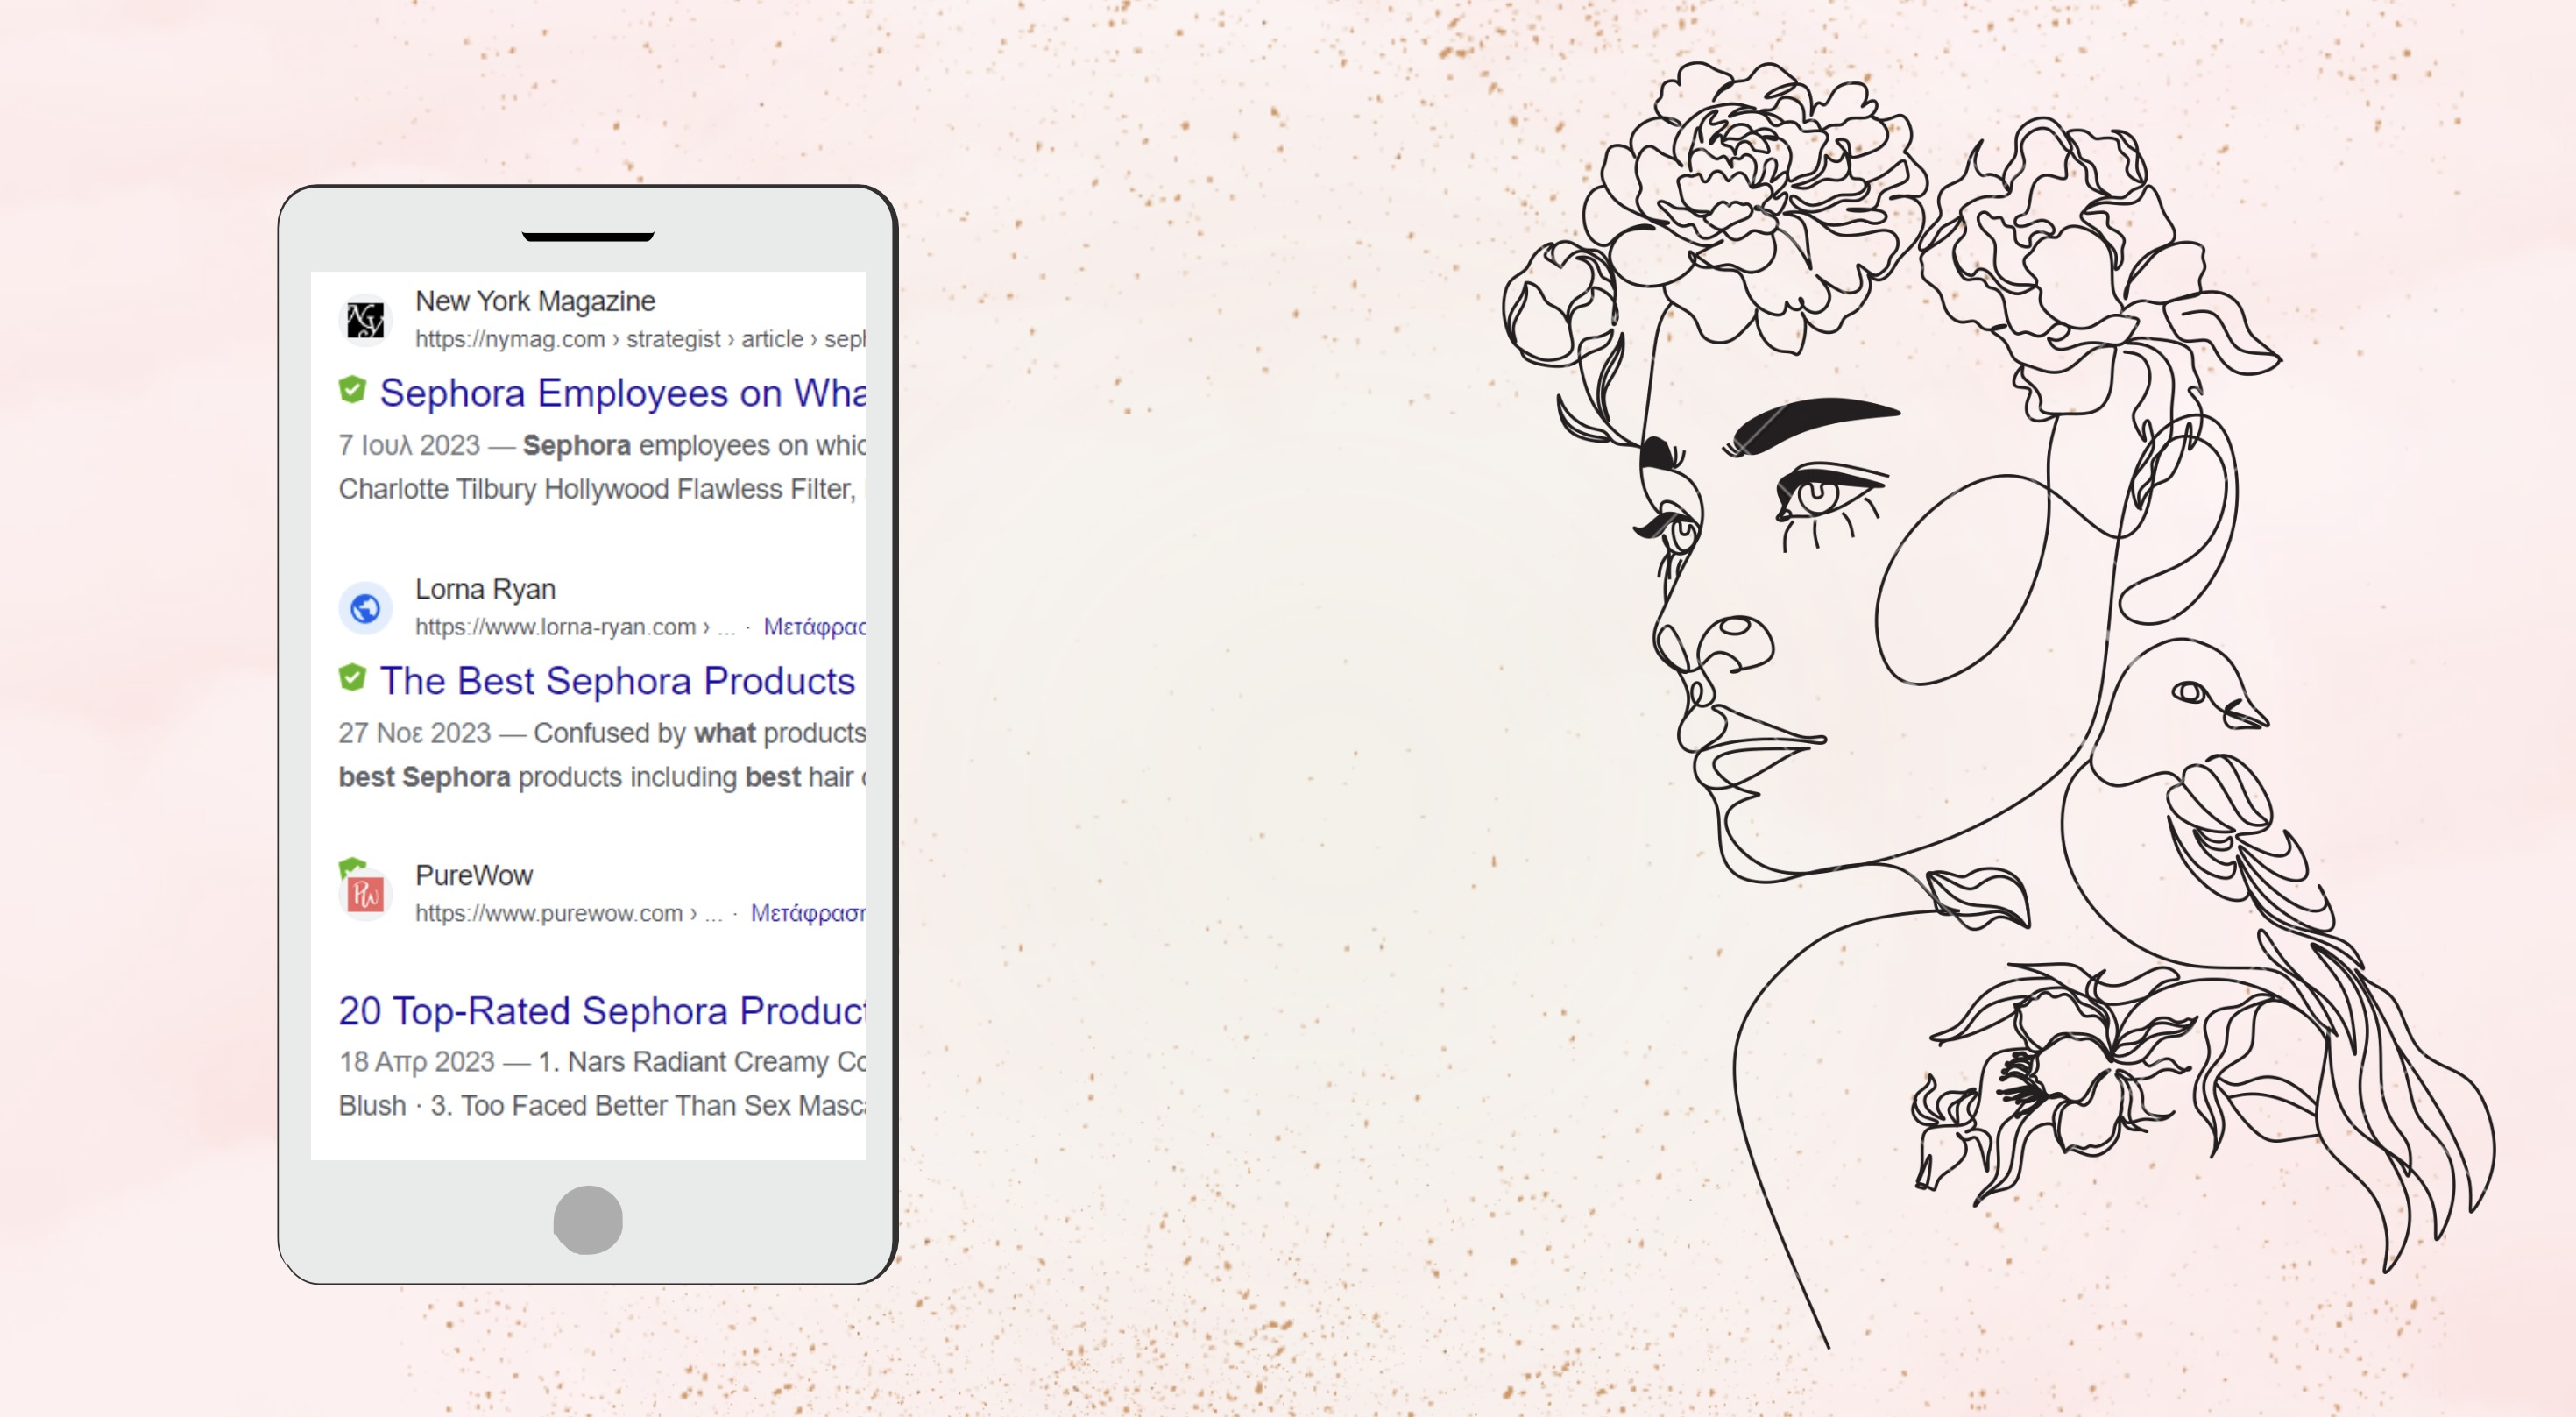 New York Magazine
https://nymag.com › strategist › article › sep
Sephora Employees on Wha
7 Ιουλ 2023 — Sephora employees on whic
Charlotte Tilbury Hollywood Flawless Filter,
Lorna Ryan
https://www.lorna-ryan.com › ... · Μετάφρας
The Best Sephora Products
27 Νοε 2023 — Confused by what products
best Sephora products including best hair
PureWow
https://www.purewow.com › ... · Μετάφραση
20 Top-Rated Sephora Product
18 Απρ 2023 — 1. Nars Radiant Creamy Co
Blush · 3. Too Faced Better Than Sex Masca